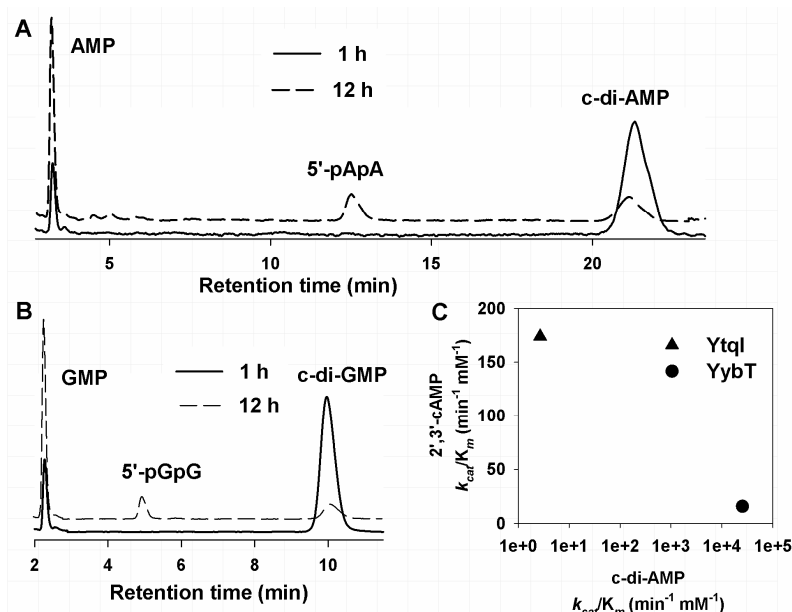 A
AMP
1 h
12 h
c-di-AMP
5'-pApA
5 10 15 20
Retention time (min)
B
GMP
1 h
12 h
c-di-GMP
5'-pGpG
2 4 6 8 10
Retention time (min)
C
YtqI
YybT
200
150
100
50
0
2',3'-cAMP
kcat/Km (min-1 mM-1)
1e+0 1e+1 1e+2 1e+3 1e+4 1e+5
c-di-AMP
kcat/Km (min-1 mM-1)